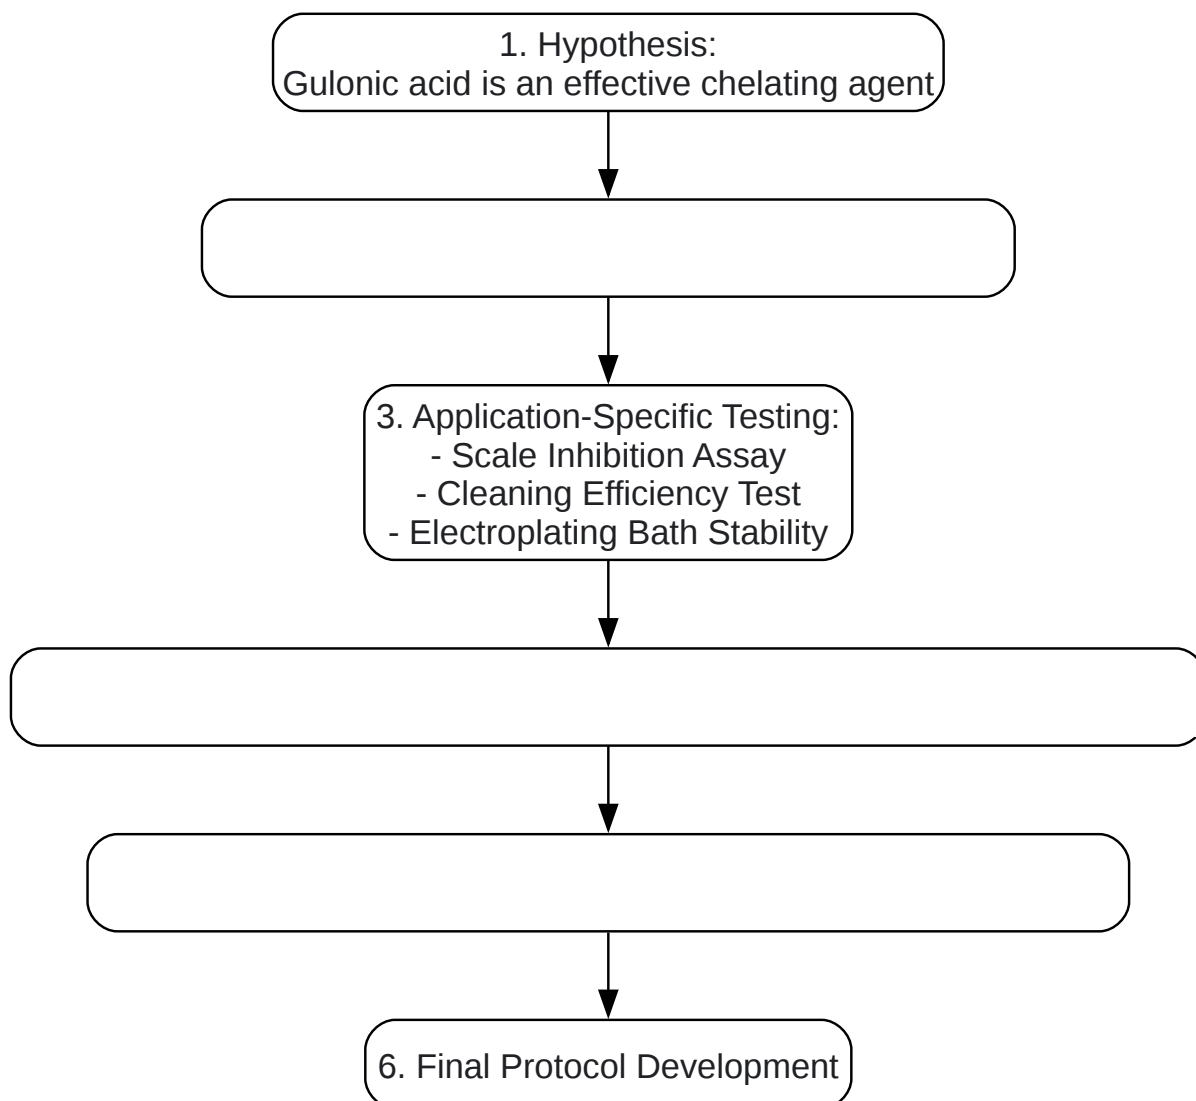 1. Hypothesis:
Gulonic acid is an effective chelating agent
3. Application-Specific Testing:
- Scale Inhibition Assay
- Cleaning Efficiency Test
- Electroplating Bath Stability
6. Final Protocol Development